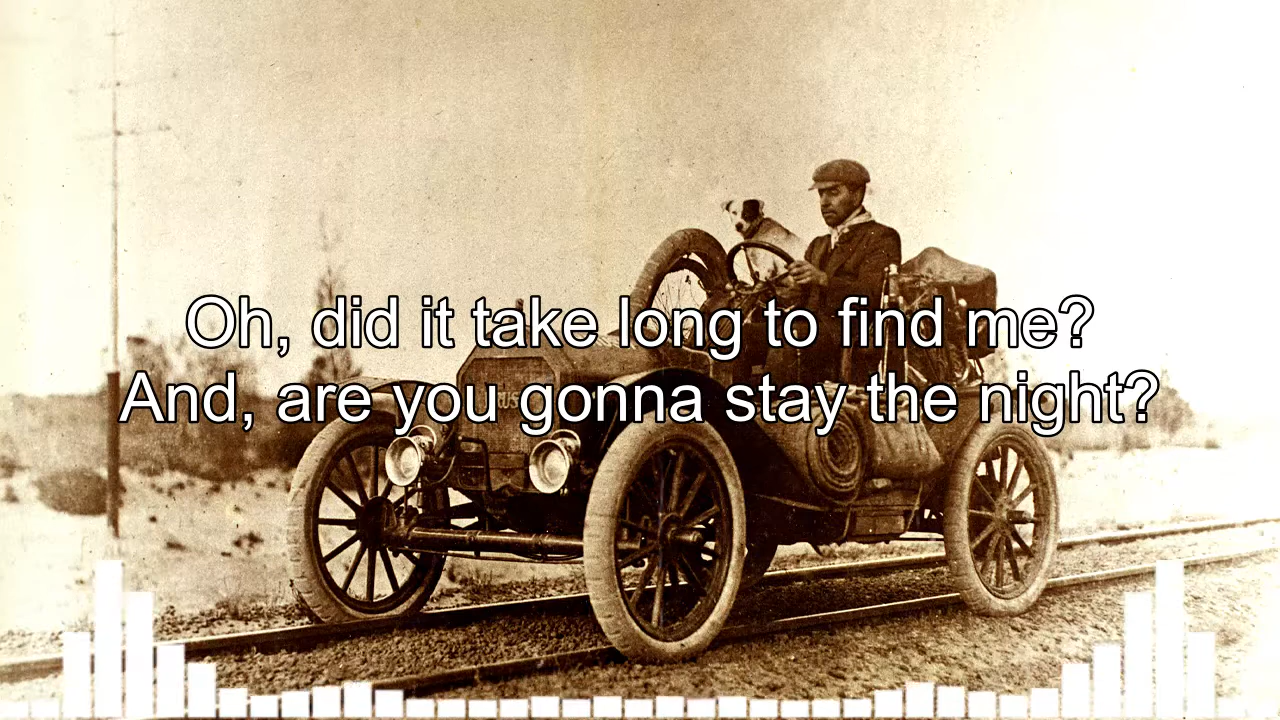 Oh, did it take long to find me?
And, are you gonna stay the night?